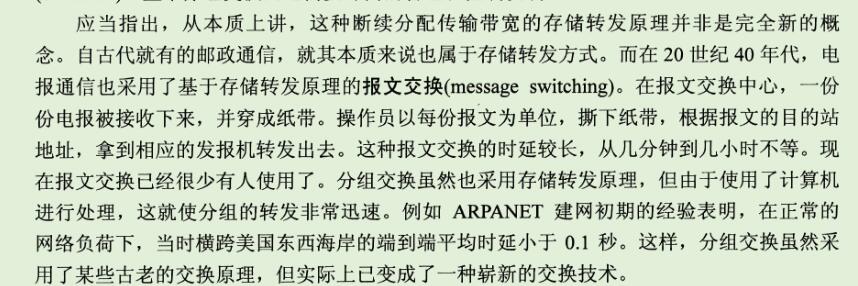 应当指出，从本质上讲，这种断续分配传输带宽的存储转发原理并非是完全新的概
念。自古代就有的邮政通信，就其本质来说也属于存储转发方式。而在 20 世纪 40 年代，电
报通信也采用了基于存储转发原理的报文交换(message switching)。在报文交换中心，一份
份电报被接收下来，并穿成纸带。操作员以每份报文为单位，撕下纸带，根据报文的目的站
地址，拿到相应的发报机转发出去。这种报文交换的时延较长，从几分钟到几小时不等。现
在报文交换已经很少有人使用了。分组交换虽然也采用存储转发原理，但由于使用了计算机
进行处理，这就使分组的转发非常迅速。例如 ARPANET 建网初期的经验表明，在正常的
网络负荷下，当时横跨美国东西海岸的端到端平均时延小于 0.1 秒。这样，分组交换虽然采
用了某些古老的交换原理，但实际上已变成了一种崭新的交换技术。